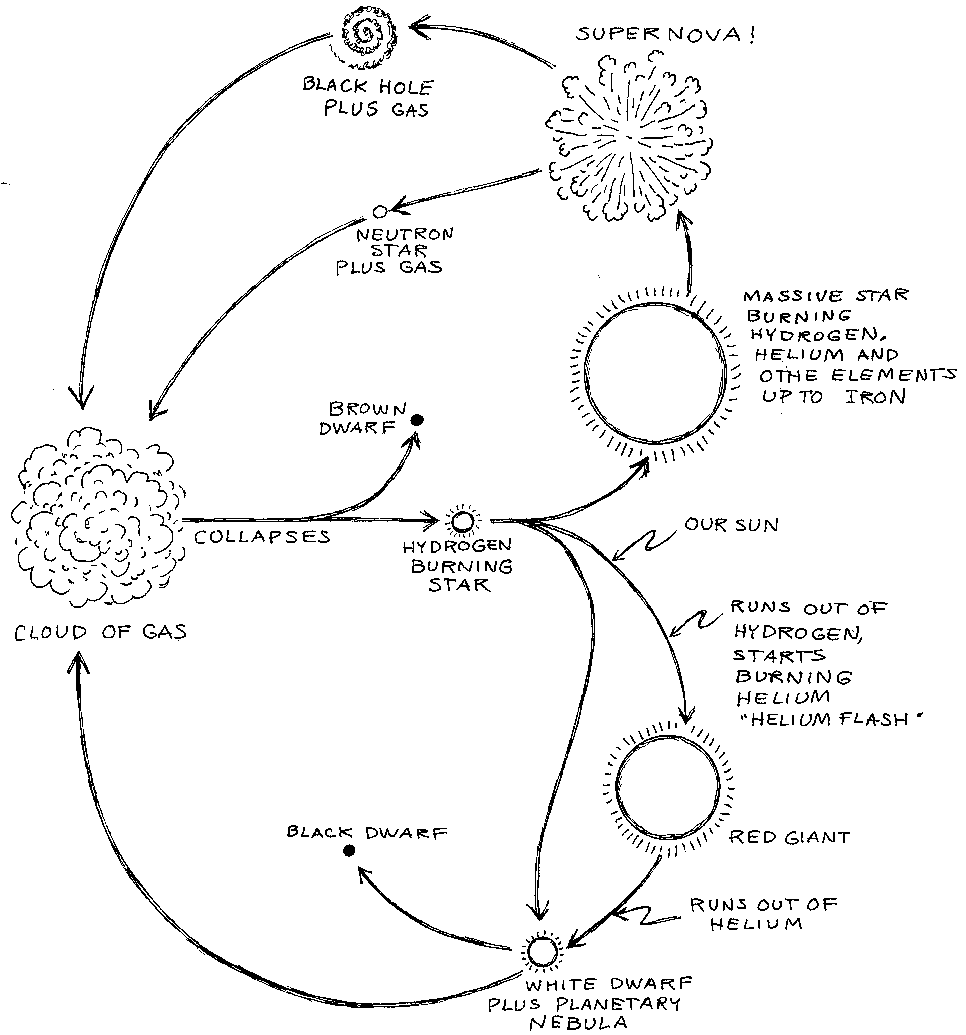 SUPERNOVA!
BLACK HOLE
PLUS GAS
NEUTRON
STAR
PLUS GAS
MASSIVE STAR
BURNING
HYDROGEN,
HELIUM AND
OTHE ELEMENTS
UP TO IRON
BROWN
DWARF
COLLAPSES
HYDROGEN
BURNING
STAR
OUR SUN
CLOUD OF GAS
RUNS OUT OF
HYDROGEN,
STARTS
BURNING
HELIUM
"HELIUM FLASH"
BLACK DWARF
RED GIANT
RUNS OUT OF
HELIUM
WHITE DWARF
PLUS PLANETARY
NEBULA